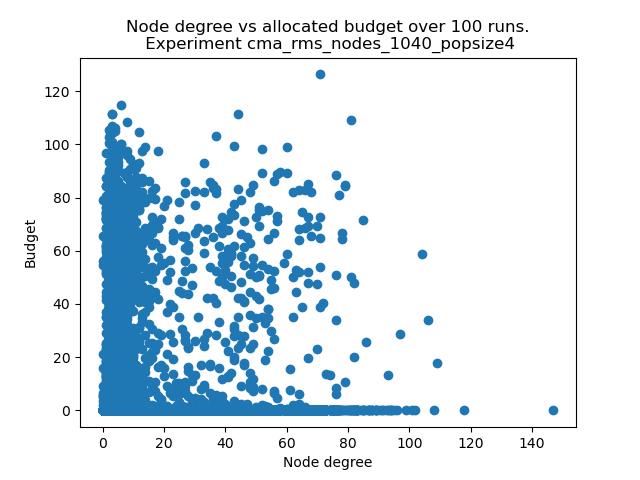 Node degree vs allocated budget over 100 runs.
Experiment cma_rms_nodes_1040_popsize4
120
100
80
60
40
20
0
Budget
0 20 40 60 80 100 120 140
Node degree